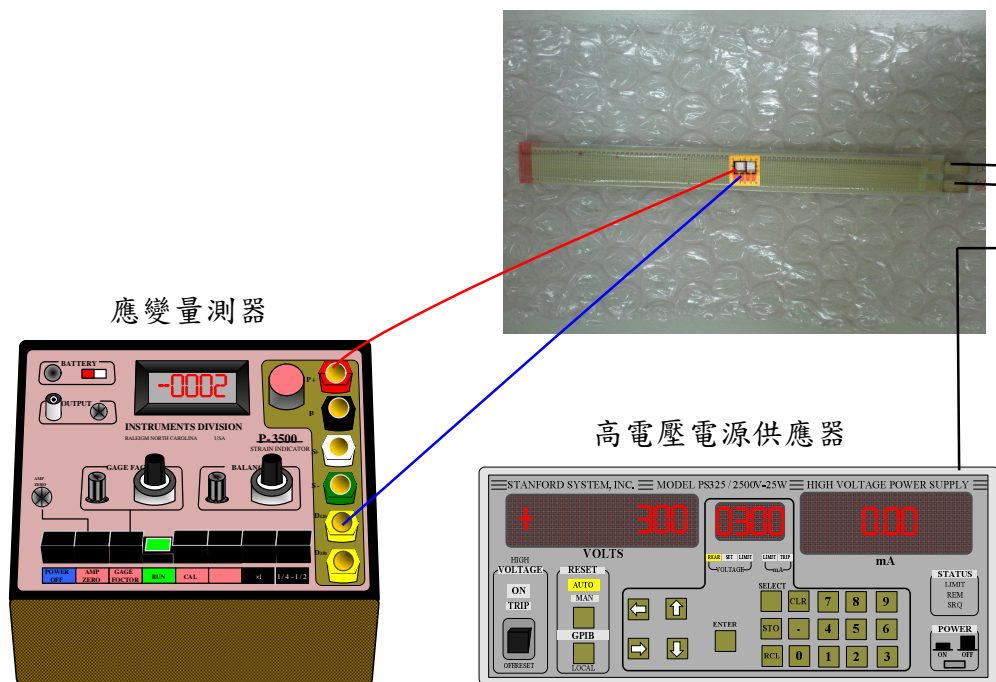 應變量測器
BATTERY
-0002
OUTPUT
INSTRUMENTS DIVISION
RALEIGM NORTH CAROLINA USA
P-3500
STRAIN INDICATOR
P+
GAGE FAC
BALANC
AMP
ZERO
S-
POWER
OFF
AMP
ZERO
GAGE
FOCTOR
RUN
CAL
×1
1/4-1/2
高電壓電源供應器
STANFORD SYSTEM, INC.
MODEL PS325 / 2500V-25W
HIGH VOLTAGE POWER SUPPLY
+ 300
0300
0.00
VOLTS
mA
REAR SET LIMIT
LIMIT TRIP
VOLTAGE
mA
HIGH
VOLTAGE
ON
TRIP
OFF/RESET
RESET
AUTO
MAN
GPIB
LOCAL
ENTER
SELECT
CLR 7 8 9
STO - 4 5 6
RCL 0 1 2 3
STATUS
LIMIT
REM
SRQ
POWER
ON OFF